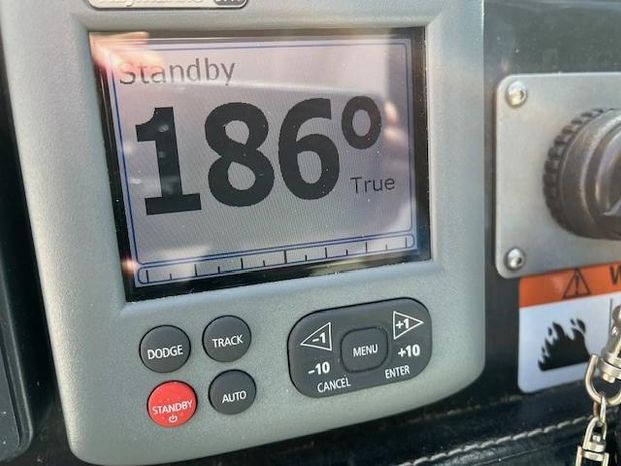 Standby
186°
True
DODGE
TRACK
-1
+1
MENU
-10
+10
CANCEL
ENTER
STANDBY
AUTO